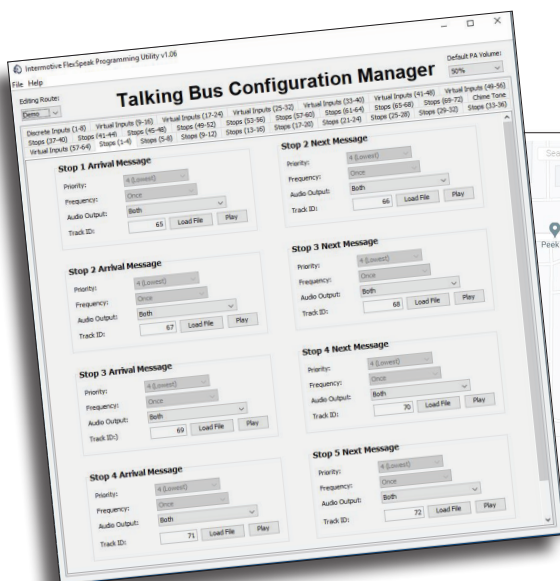 Intermotive FlexSpeak Programming Utility v1.06
File Help
Editing Route:
Demo
Talking Bus Configuration Manager
Default PA Volume:
50%
Discrete Inputs (1-8) Virtual Inputs (9-16) Virtual Inputs (17-24) Virtual Inputs (25-32) Virtual Inputs (33-40) Virtual Inputs (41-48) Virtual Inputs (49-56)
Stops (37-40) Stops (41-44) Stops (45-48) Stops (49-52) Stops (53-56) Stops (57-60) Stops (61-64) Stops (65-68) Stops (69-72) Chime Tone
Virtual Inputs (57-64) Stops (1-4) Stops (5-8) Stops (9-12) Stops (13-16) Stops (17-20) Stops (21-24) Stops (25-28) Stops (29-32) Stops (33-36)
Stop 1 Arrival Message
Priority: 4 (Lowest)
Frequency: Once
Audio Output: Both
Track ID: 65 Load File Play
Stop 2 Next Message
Priority: 4 (Lowest)
Frequency: Once
Audio Output: Both
Track ID: 66 Load File Play
Stop 2 Arrival Message
Priority: 4 (Lowest)
Frequency: Once
Audio Output: Both
Track ID: 67 Load File Play
Stop 3 Next Message
Priority: 4 (Lowest)
Frequency: Once
Audio Output: Both
Track ID: 68 Load File Play
Stop 3 Arrival Message
Priority: 4 (Lowest)
Frequency: Once
Audio Output: Both
Track ID:] 69 Load File Play
Stop 4 Next Message
Priority: 4 (Lowest)
Frequency: Once
Audio Output: Both
Track ID: 70 Load File Play
Stop 4 Arrival Message
Priority: 4 (Lowest)
Frequency: Once
Audio Output: Both
Track ID: 71 Load File Play
Stop 5 Next Message
Priority: 4 (Lowest)
Frequency: Once
Audio Output: Both
Track ID: 72 Load File Play
Sea
Peek